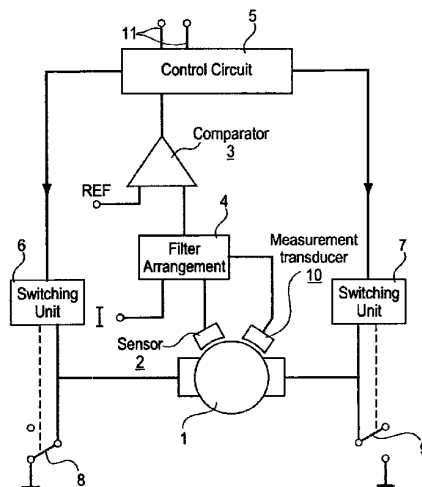 11
5
Control Circuit
Comparator
3
REF
4
Filter
Arrangement
Measurement
transducer
10
6
Switching
Unit
7
Switching
Unit
I
Sensor
2
1
8
9